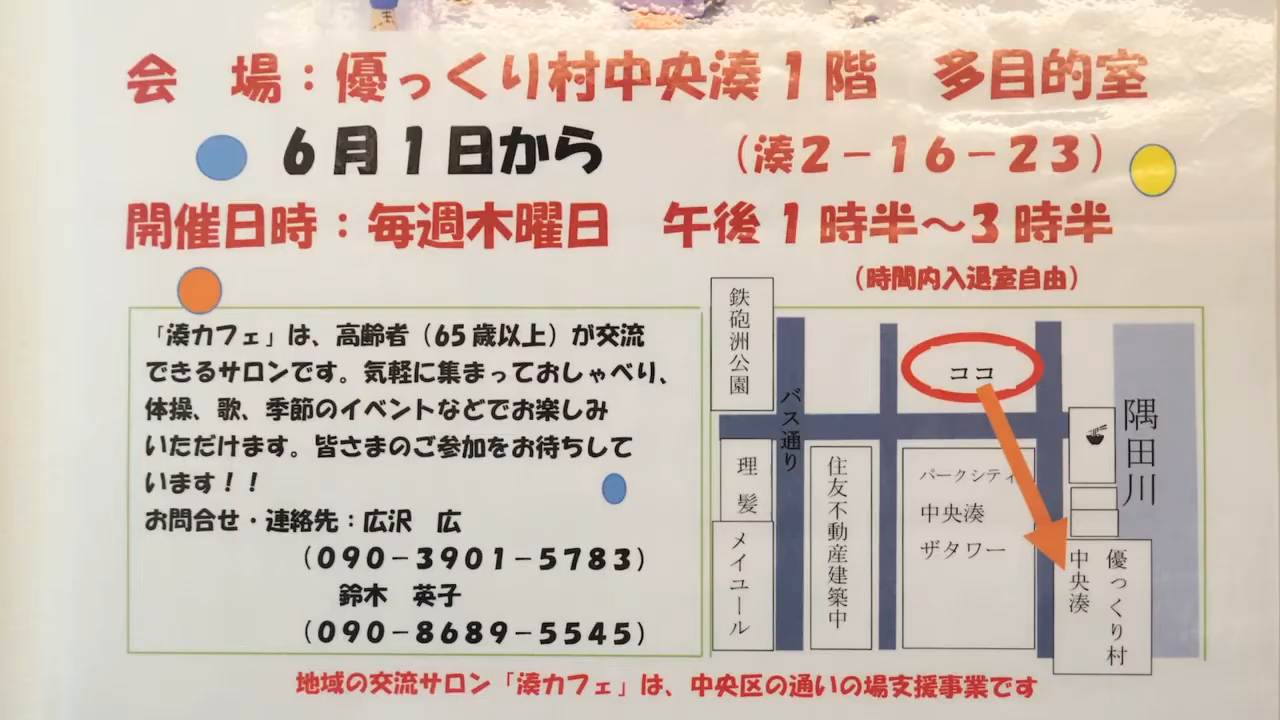 会　場：優っくり村中央湊１階　多目的室
６月１日から　（湊２－１６－２３）
開催日時：毎週木曜日　午後１時半～３時半
（時間内入退室自由）
「湊カフェ」は、高齢者（65歳以上）が交流
できるサロンです。気軽に集まっておしゃべり、
体操、歌、季節のイベントなどでお楽しみ
いただけます。皆さまのご参加をお待ちして
います！！
お問合せ・連絡先：広沢　広
（０９０－３９０１－５７８３）
鈴木　英子
（０９０－８６８９－５５４５）
鉄砲洲公園
バス通り
ココ
隅田川
理髪
メイユール
住友不動産建築中
パークシティ
中央湊
ザタワー
優っくり村
中央湊
地域の交流サロン「湊カフェ」は、中央区の通いの場支援事業です